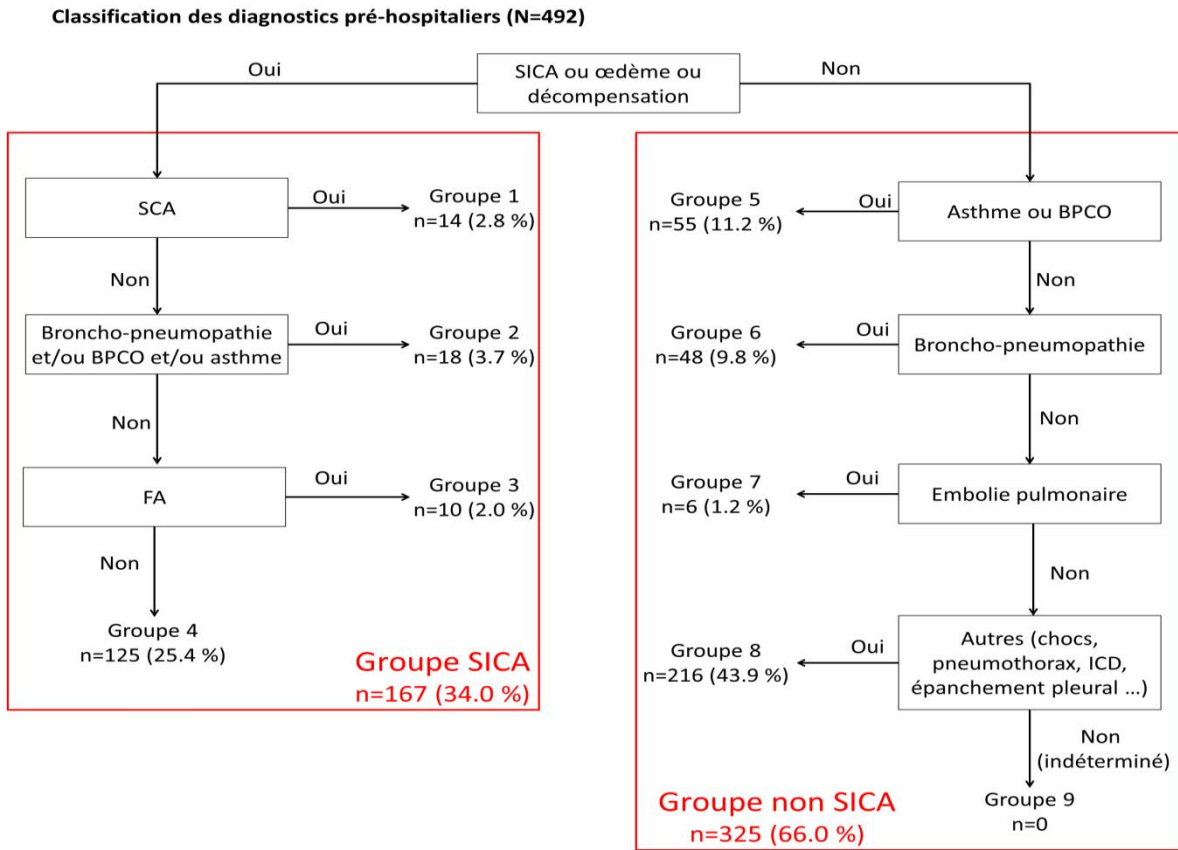 Classification des diagnostics pré-hospitaliers (N=492)
Oui
SICA ou œdème ou
décompensation
Non
SCA
Oui
Groupe 1
n=14 (2.8 %)
Non
Broncho-pneumopathie
et/ou BPCO et/ou asthme
Oui
Groupe 2
n=18 (3.7 %)
Non
FA
Oui
Groupe 3
n=10 (2.0 %)
Non
Groupe 4
n=125 (25.4 %)
Groupe SICA
n=167 (34.0 %)
Groupe 5
n=55 (11.2 %)
Oui
Asthme ou BPCO
Non
Groupe 6
n=48 (9.8 %)
Oui
Broncho-pneumopathie
Non
Groupe 7
n=6 (1.2 %)
Oui
Embolie pulmonaire
Non
Groupe 8
n=216 (43.9 %)
Oui
Autres (chocs,
pneumothorax, ICD,
épanchement pleural ...)
Non
(indéterminé)
Groupe 9
n=0
Groupe non SICA
n=325 (66.0 %)